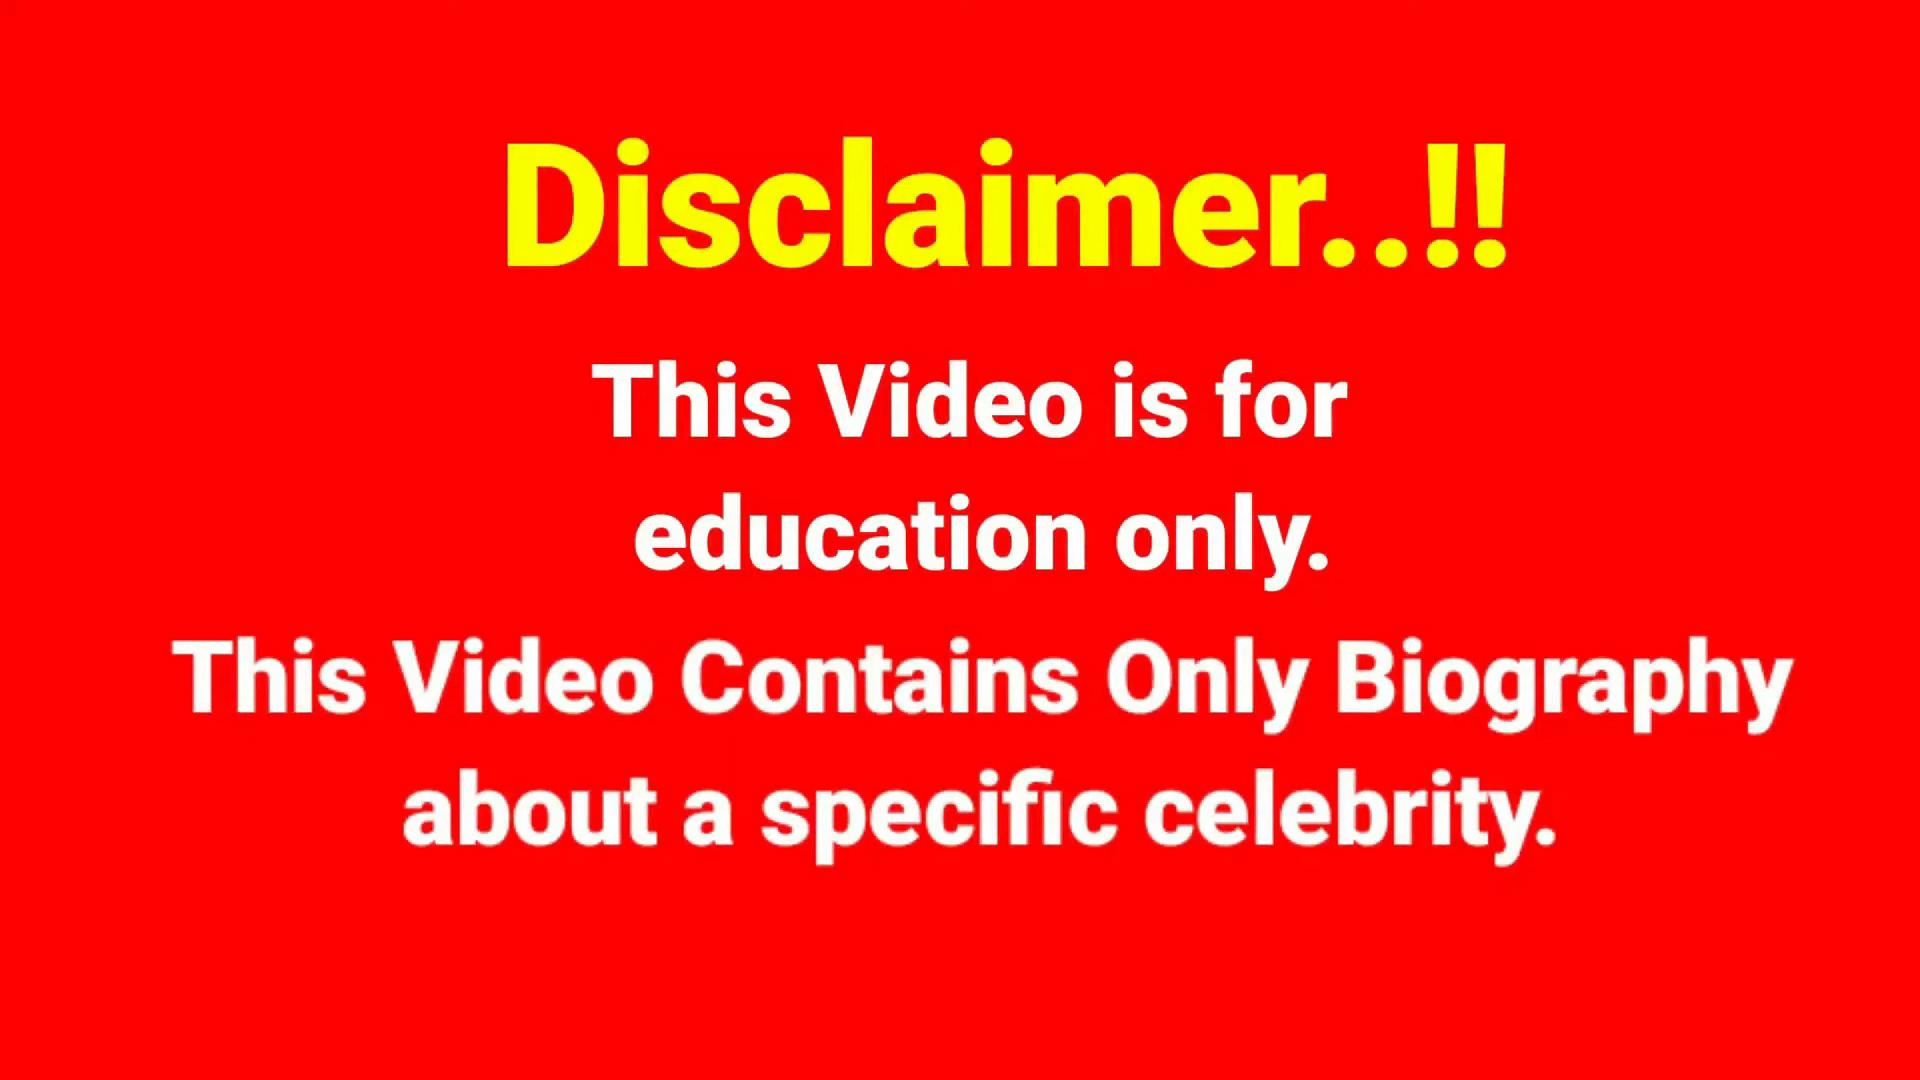 Disclaimer..!!
This Video is for
education only.
This Video Contains Only Biography
about a specific celebrity.